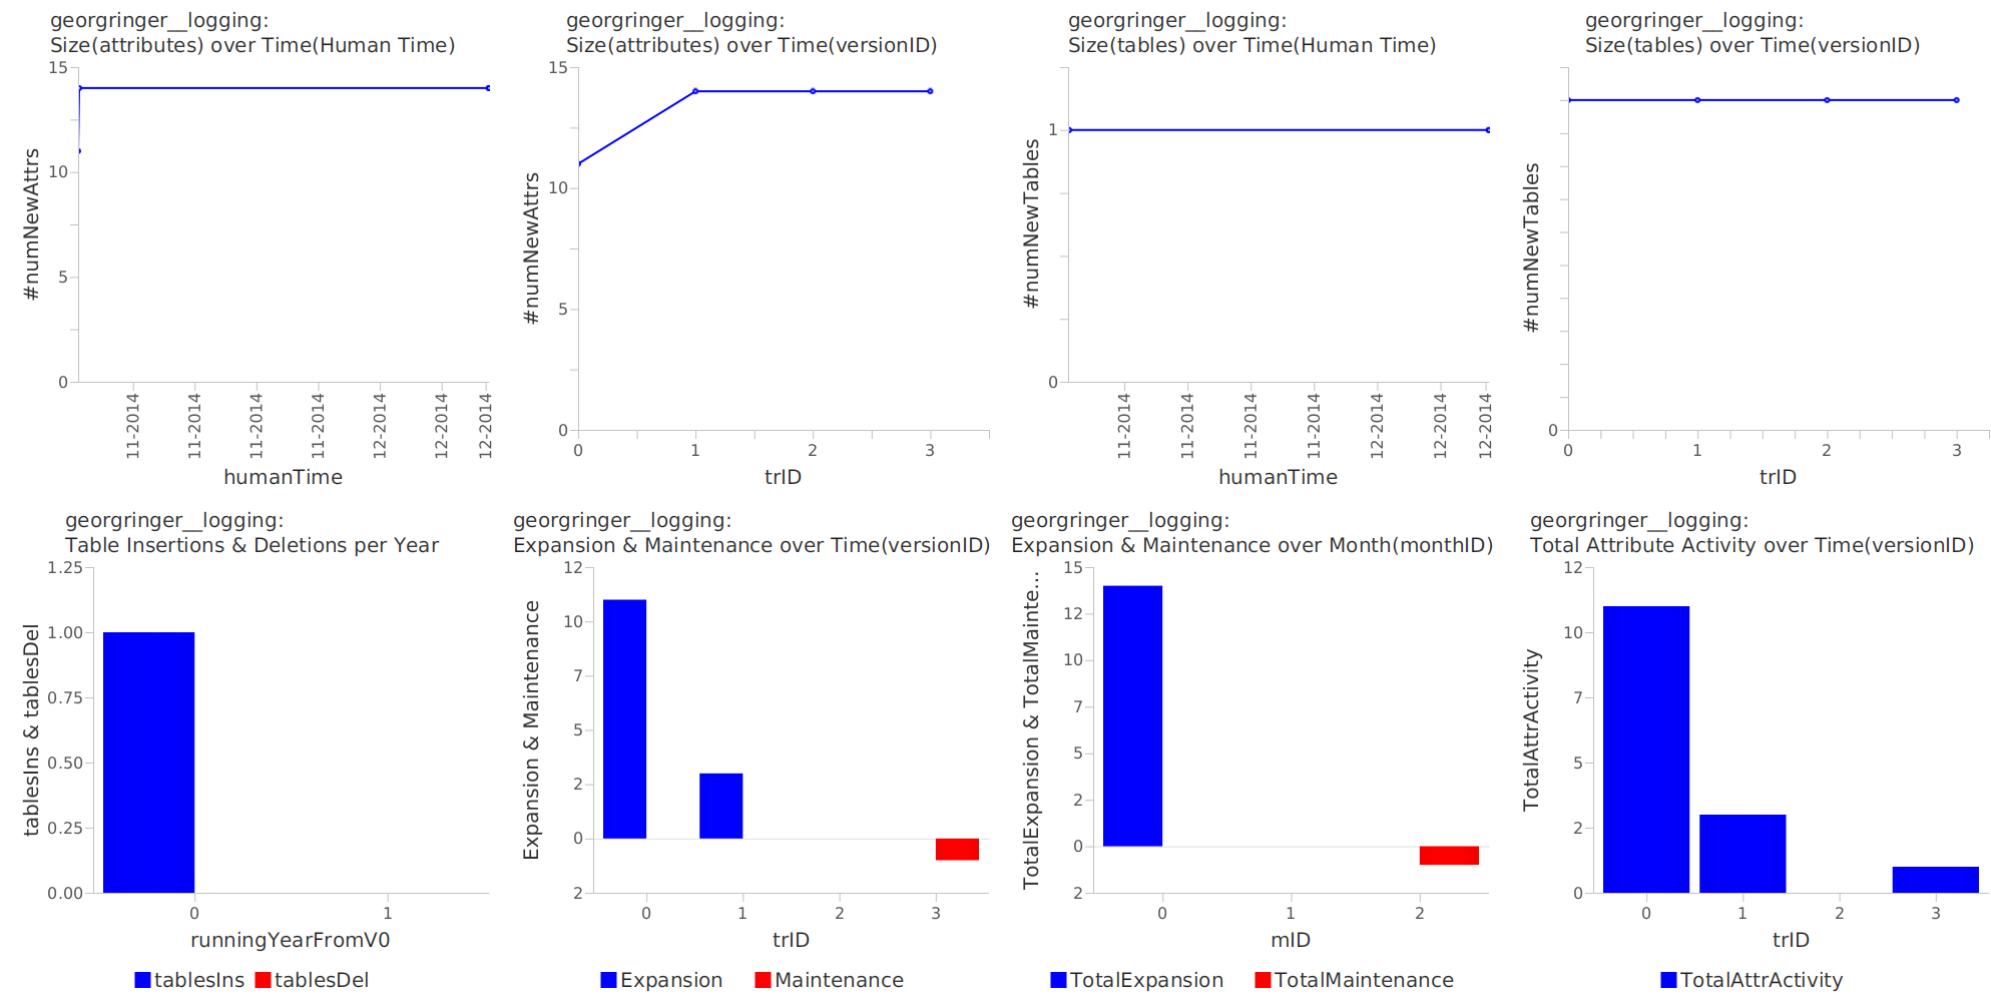 georgringer__logging:
Size(attributes) over Time(Human Time)
15
10
5
0
#numNewAttrs
11-2014
11-2014
11-2014
11-2014
12-2014
12-2014
12-2014
humanTime
georgringer__logging:
Size(attributes) over Time(versionID)
15
10
5
0
#numNewAttrs
0 1 2 3
trID
georgringer__logging:
Size(tables) over Time(Human Time)
1
0
#numNewTables
11-2014
11-2014
11-2014
11-2014
12-2014
12-2014
12-2014
humanTime
georgringer__logging:
Size(tables) over Time(versionID)
0
#numNewTables
0 1 2 3
trID
georgringer__logging:
Table Insertions & Deletions per Year
1.25
1.00
0.75
0.50
0.25
0.00
tablesIns & tablesDel
0 1
runningYearFromV0
tablesIns tablesDel
georgringer__logging:
Expansion & Maintenance over Time(versionID)
12
10
7
5
2
0
2
Expansion & Maintenance
0 1 2 3
trID
Expansion Maintenance
georgringer__logging:
Expansion & Maintenance over Month(monthID)
15
12
10
7
5
2
0
2
TotalExpansion & TotalMainte...
0 1 2
mID
TotalExpansion TotalMaintenance
georgringer__logging:
Total Attribute Activity over Time(versionID)
12
10
7
5
2
0
TotalAttrActivity
0 1 2 3
trID
TotalAttrActivity